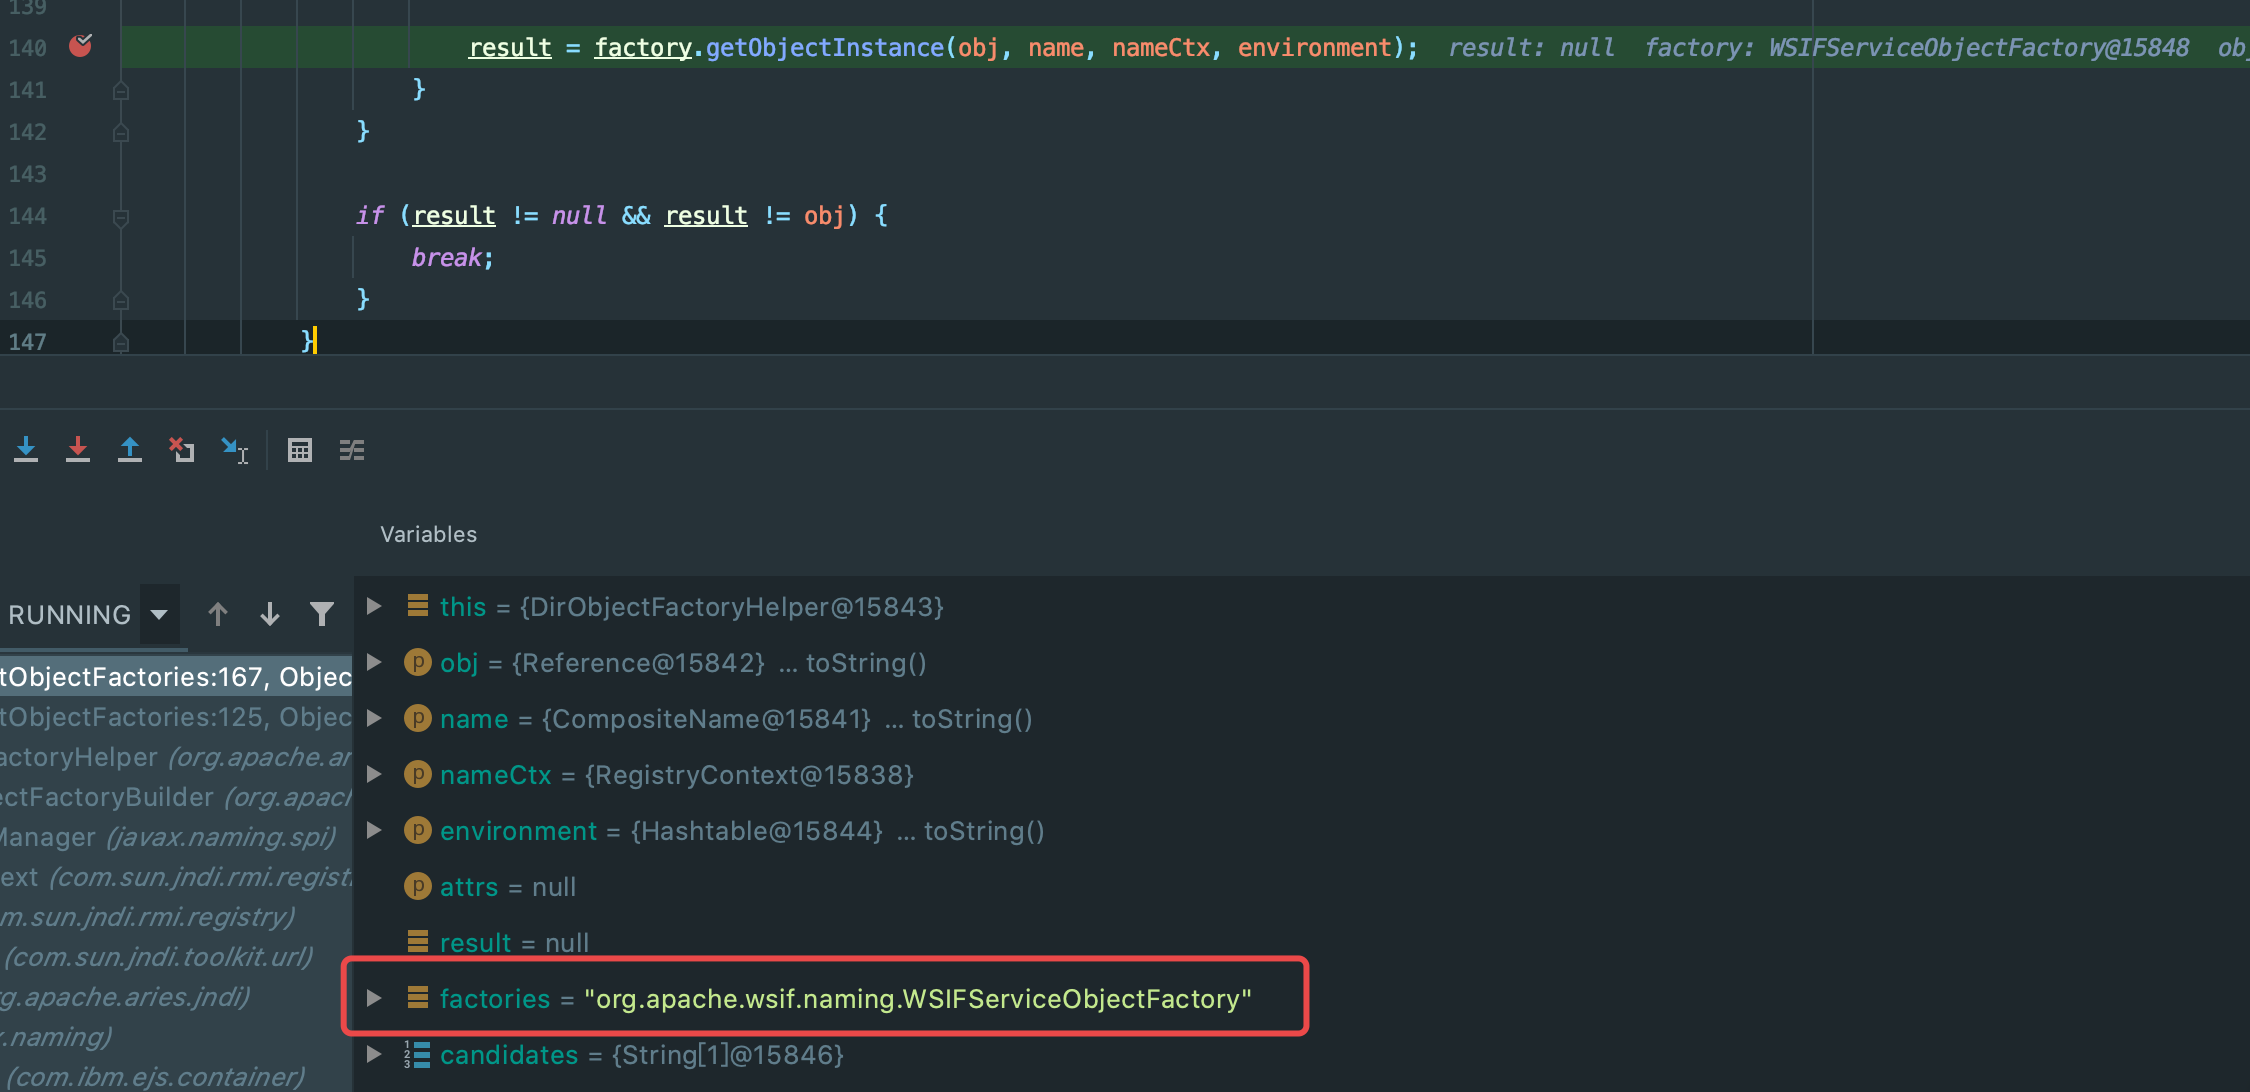 139
140 result = factory.getObjectInstance(obj, name, nameCtx, environment); result: null factory: WSIFServiceObjectFactory@15848 ob
141 }
142 }
143
144 if (result != null && result != obj) {
145 break;
146 }
147 }
Variables
RUNNING
this = {DirObjectFactoryHelper@15843}
obj = {Reference@15842} ... toString()
name = {CompositeName@15841} ... toString()
nameCtx = {RegistryContext@15838}
environment = {Hashtable@15844} ... toString()
attrs = null
result = null
factories = "org.apache.wsif.naming.WSIFServiceObjectFactory"
candidates = {String[1]@15846}
tObjectFactories:167, Objec
tObjectFactories:125, Objec
actoryHelper (org.apache.ar
ectFactoryBuilder (org.apach
Manager (javax.naming.spi)
ext (com.sun.jndi.rmi.regist
m.sun.jndi.rmi.registry)
(com.sun.jndi.toolkit.url)
rg.apache.aries.jndi)
x.naming)
(com.ibm.ejs.container)